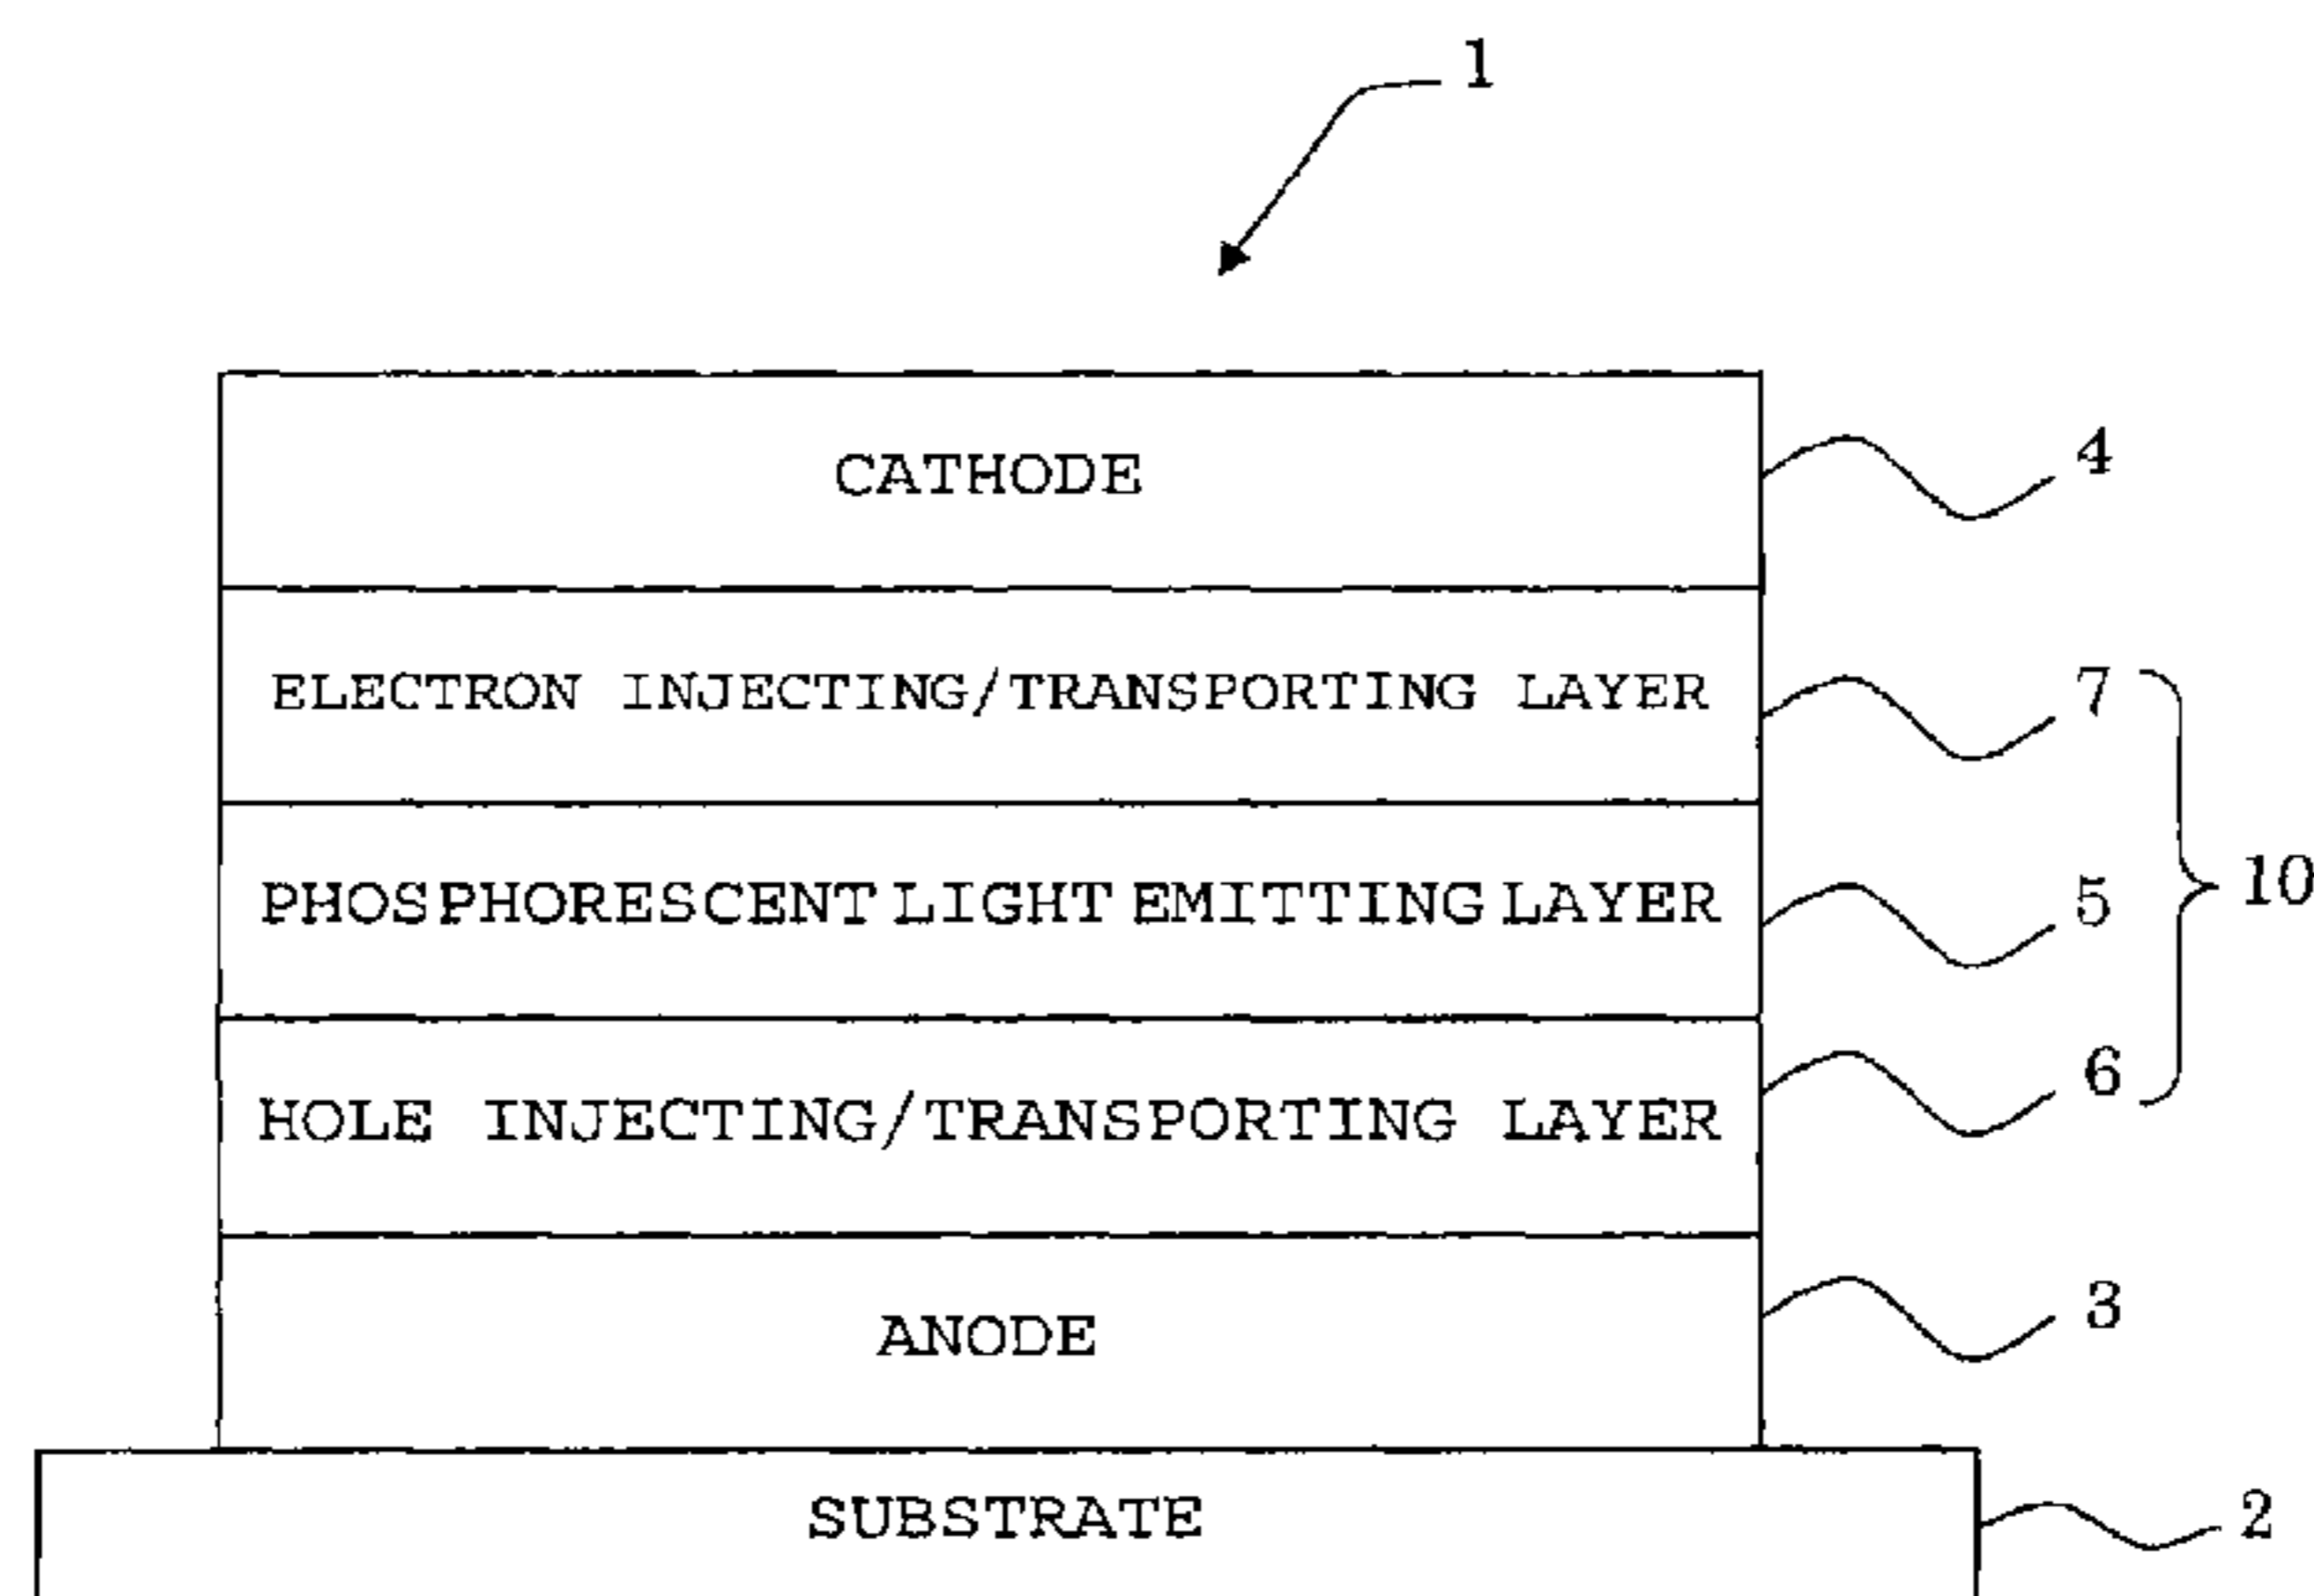 1
CATHODE 4
ELECTRON INJECTING/TRANSPORTING LAYER 7
PHOSPHORESCENT LIGHT EMITTING LAYER 5 10
HOLE INJECTING/TRANSPORTING LAYER 6
ANODE 3
SUBSTRATE 2